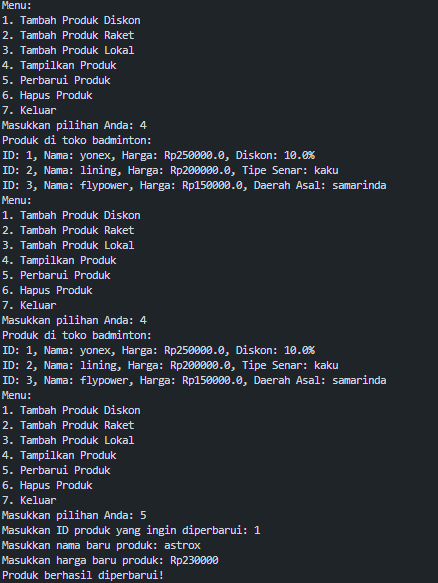 Menu:
1. Tambah Produk Diskon
2. Tambah Produk Raket
3. Tambah Produk Lokal
4. Tampilkan Produk
5. Perbarui Produk
6. Hapus Produk
7. Keluar
Masukkan pilihan Anda: 4
Produk di toko badminton:
ID: 1, Nama: yonex, Harga: Rp250000.0, Diskon: 10.0%
ID: 2, Nama: lining, Harga: Rp200000.0, Tipe Senar: kaku
ID: 3, Nama: flypower, Harga: Rp150000.0, Daerah Asal: samarinda
Menu:
1. Tambah Produk Diskon
2. Tambah Produk Raket
3. Tambah Produk Lokal
4. Tampilkan Produk
5. Perbarui Produk
6. Hapus Produk
7. Keluar
Masukkan pilihan Anda: 4
Produk di toko badminton:
ID: 1, Nama: yonex, Harga: Rp250000.0, Diskon: 10.0%
ID: 2, Nama: lining, Harga: Rp200000.0, Tipe Senar: kaku
ID: 3, Nama: flypower, Harga: Rp150000.0, Daerah Asal: samarinda
Menu:
1. Tambah Produk Diskon
2. Tambah Produk Raket
3. Tambah Produk Lokal
4. Tampilkan Produk
5. Perbarui Produk
6. Hapus Produk
7. Keluar
Masukkan pilihan Anda: 5
Masukkan ID produk yang ingin diperbarui: 1
Masukkan nama baru produk: astrox
Masukkan harga baru produk: Rp230000
Produk berhasil diperbarui!